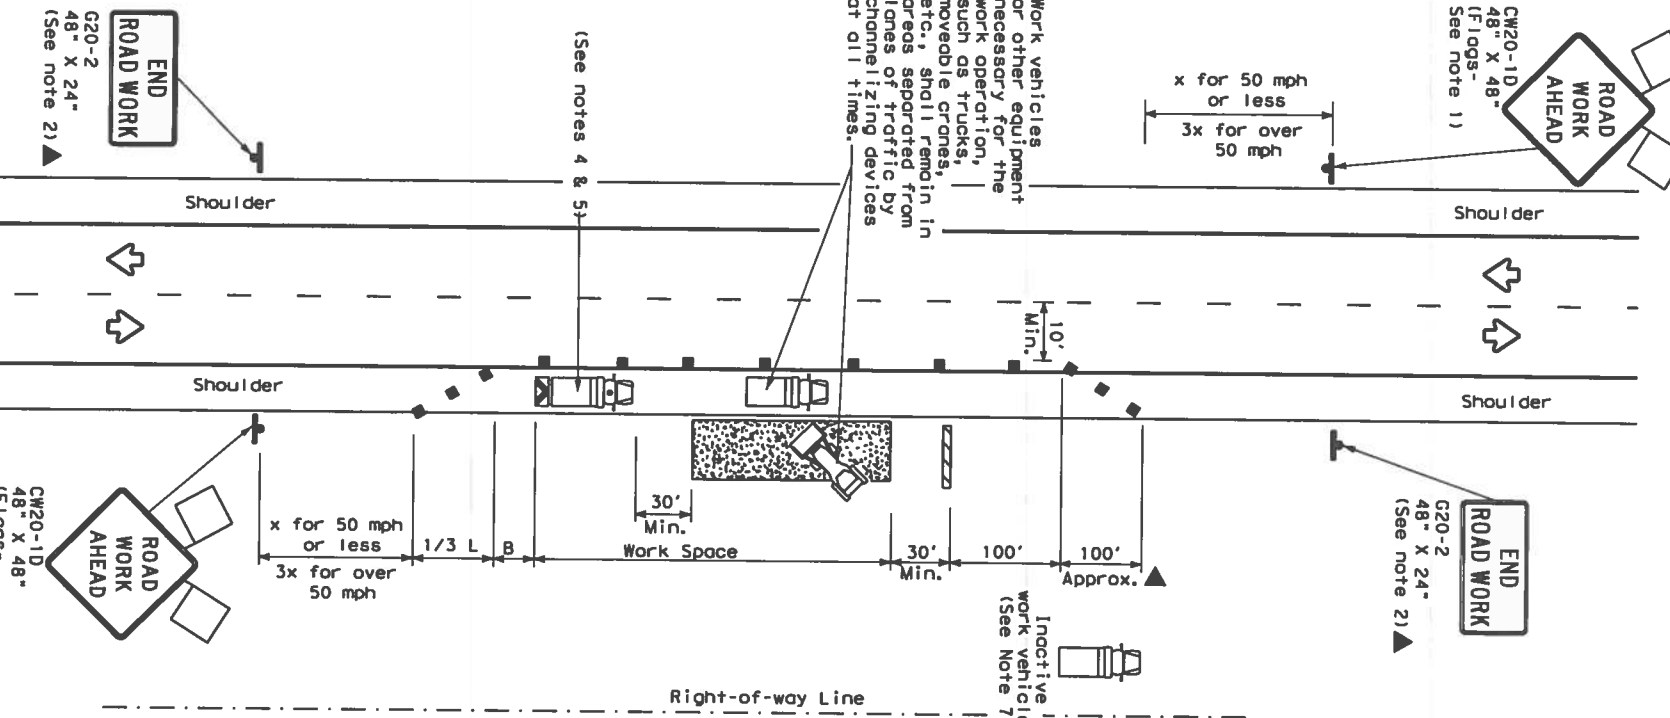 END
ROAD WORK
G20-2
48" X 24"
(See note 2)
(See notes 4 & 5)
Work vehicles
or other equipment
necessary for the
work operation,
such as trucks,
moveable cranes,
etc., shall remain in
areas separated from
lanes of traffic by
channelizing devices
at all times.
x for 50 mph
or less
3x for over
50 mph
CW20-1D
48" X 48"
(Flags-
See note 1)
ROAD
WORK
AHEAD
Shoulder
Shoulder
10'
Min.
Shoulder
Shoulder
CW20-1D
48" X 48"
ROAD
WORK
AHEAD
x for 50 mph
or less
3x for over
50 mph
1/3 L
B
30'
Min.
Work Space
30'
Min.
100'
100'
Approx.
END
ROAD WORK
G20-2
48" X 24"
(See note 2)
Inactive
work vehicle
(See Note 7
Right-of-way Line